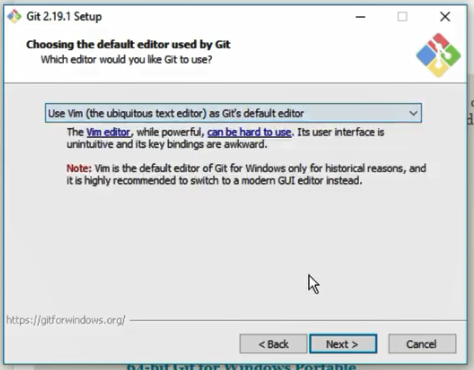 Git 2.19.1 Setup
Choosing the default editor used by Git
Which editor would you like Git to use?
Use Vim (the ubiquitous text editor) as Git's default editor
The Vim editor, while powerful, can be hard to use. Its user interface is
unintuitive and its key bindings are awkward.
Note: Vim is the default editor of Git for Windows only for historical reasons, and
it is highly recommended to switch to a modern GUI editor instead.
https://gitforwindows.org/
< Back
Next >
Cancel
64-bit Git for Windows Portable